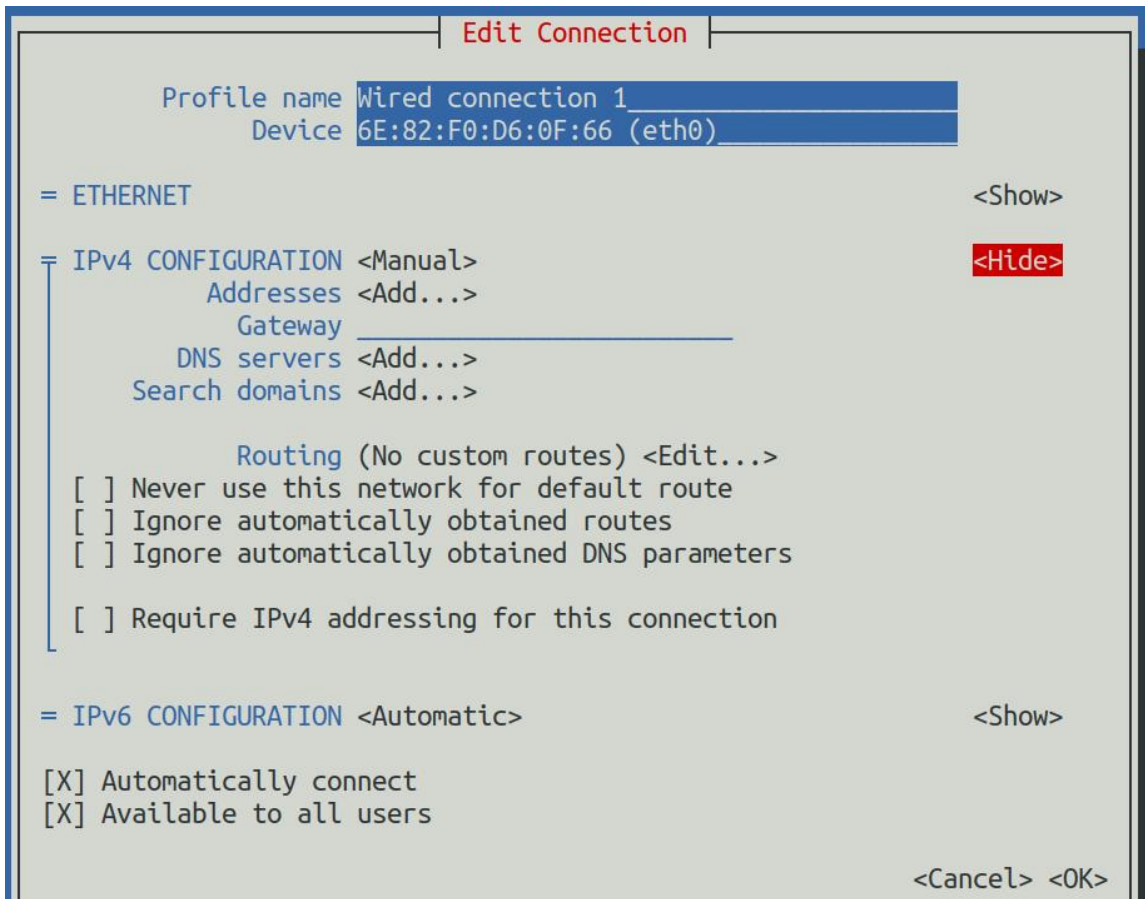 Edit Connection
Profile name Wired connection 1
Device 6E:82:F0:D6:0F:66 (eth0)
= ETHERNET <Show>
IPv4 CONFIGURATION <Manual> <Hide>
Addresses <Add...>
Gateway
DNS servers <Add...>
Search domains <Add...>
Routing (No custom routes) <Edit...>
[ ] Never use this network for default route
[ ] Ignore automatically obtained routes
[ ] Ignore automatically obtained DNS parameters
[ ] Require IPv4 addressing for this connection
= IPv6 CONFIGURATION <Automatic> <Show>
[X] Automatically connect
[X] Available to all users
<Cancel> <OK>